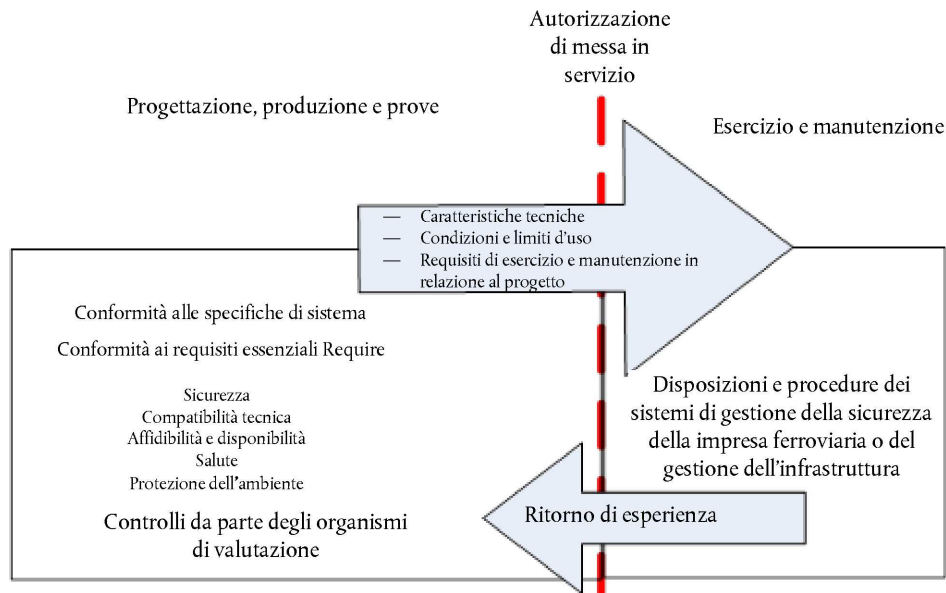 Autorizzazione
di messa in
servizio
Progettazione, produzione e prove
Esercizio e manutenzione
— Caratteristiche tecniche
— Condizioni e limiti d'uso
— Requisiti di esercizio e manutenzione in
relazione al progetto
Conformità alle specifiche di sistema
Conformità ai requisiti essenziali Require
Sicurezza
Compatibilità tecnica
Affidibilità e disponibilità
Salute
Protezione dell'ambiente
Controlli da parte degli organismi
di valutazione
Disposizioni e procedure dei
sistemi di gestione della sicurezza
della impresa ferroviaria o del
gestione dell'infrastruttura
Ritorno di esperienza